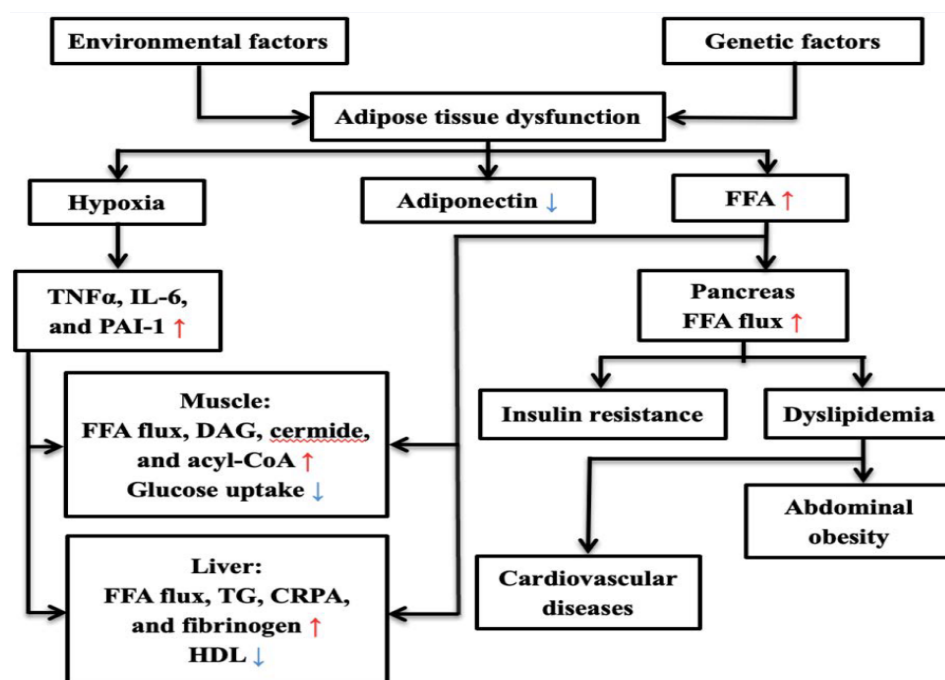 Environmental factors
Genetic factors
Adipose tissue dysfunction
Hypoxia
Adiponectin ↓
FFA ↑
TNFα, IL-6,
and PAI-1 ↑
Pancreas
FFA flux ↑
Muscle:
FFA flux, DAG, cermide,
and acyl-CoA ↑
Glucose uptake ↓
Insulin resistance
Dyslipidemia
Liver:
FFA flux, TG, CRPA,
and fibrinogen ↑
HDL ↓
Cardiovascular
diseases
Abdominal
obesity